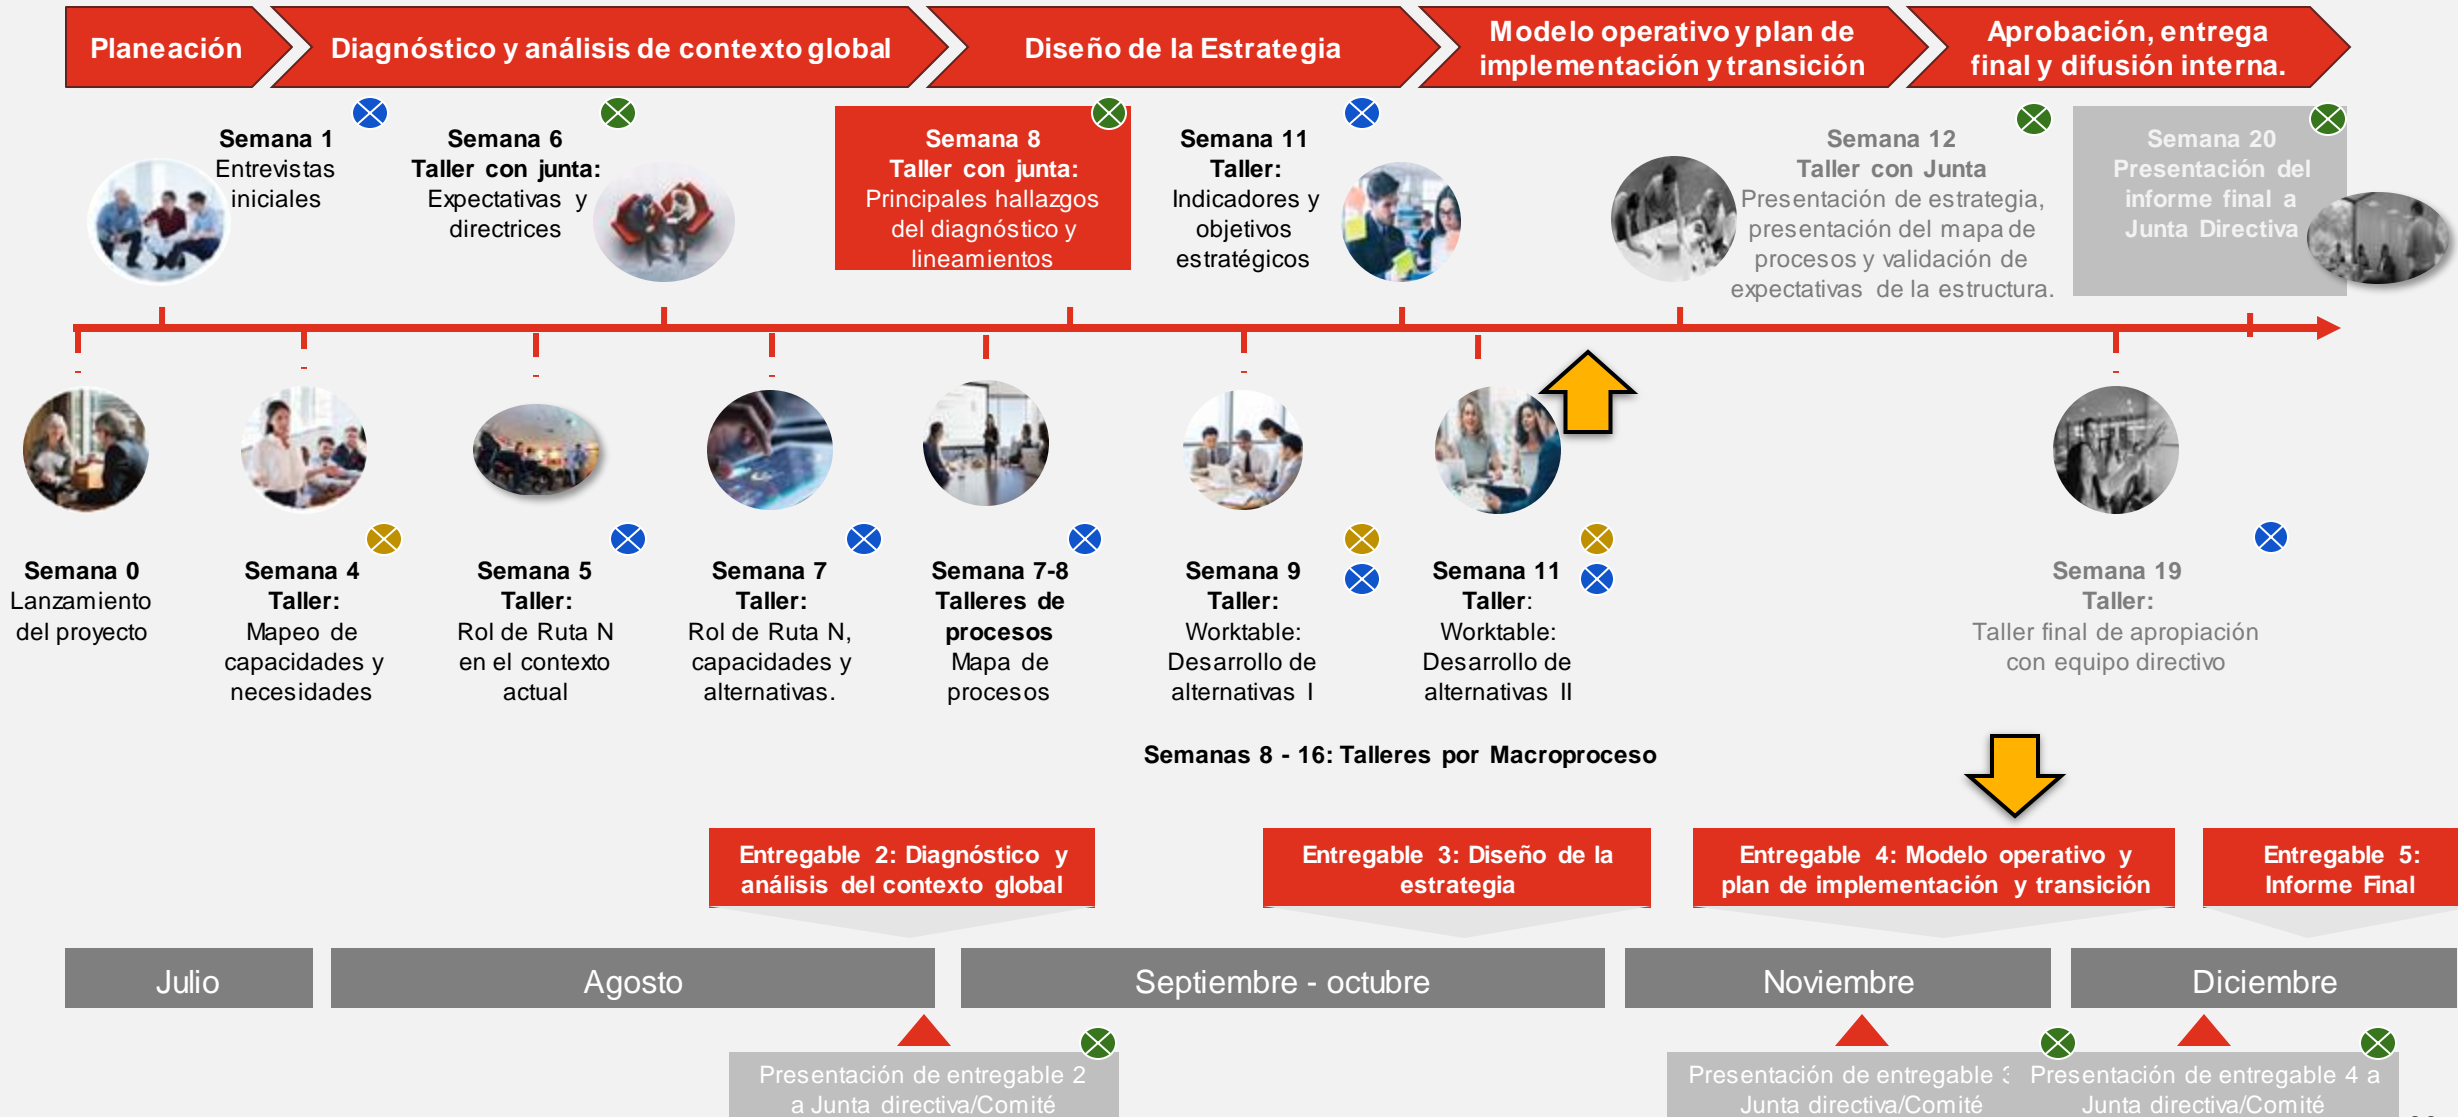 Planeación
Diagnóstico y análisis de contexto global
Diseño de la Estrategia
Modelo operativo y plan de
implementación y transición
Aprobación, entrega
final y difusión interna.
Semana 1
Entrevistas
iniciales
Semana 6
Taller con junta:
Expectativas y
directrices
Semana 8
Taller con junta:
Principales hallazgos
del diagnóstico y
lineamientos
Semana 11
Taller:
Indicadores y
objetivos
estratégicos
Semana 12
Taller con Junta
Presentación de estrategia,
presentación del mapa de
procesos y validación de
expectativas de la estructura.
Semana 20
Presentación del
informe final a
Junta Directiva
Semana 0
Lanzamiento
del proyecto
Semana 4
Taller:
Mapeo de
capacidades y
necesidades
Semana 5
Taller:
Rol de Ruta N
en el contexto
actual
Semana 7
Taller:
Rol de Ruta N,
capacidades y
alternativas.
Semana 7-8
Talleres de
procesos
Mapa de
procesos
Semana 9
Taller:
Worktable:
Desarrollo de
alternativas I
Semana 11
Taller:
Worktable:
Desarrollo de
alternativas II
Semana 19
Taller:
Taller final de apropiación
con equipo directivo
Semanas 8 - 16: Talleres por Macroproceso
Entregable 2: Diagnóstico y
análisis del contexto global
Entregable 3: Diseño de la
estrategia
Entregable 4: Modelo operativo y
plan de implementación y transición
Entregable 5:
Informe Final
Julio
Agosto
Septiembre - octubre
Noviembre
Diciembre
Presentación de entregable 2
a Junta directiva/Comité
Presentación de entregable 3
Junta directiva/Comité
Presentación de entregable 4 a
Junta directiva/Comité